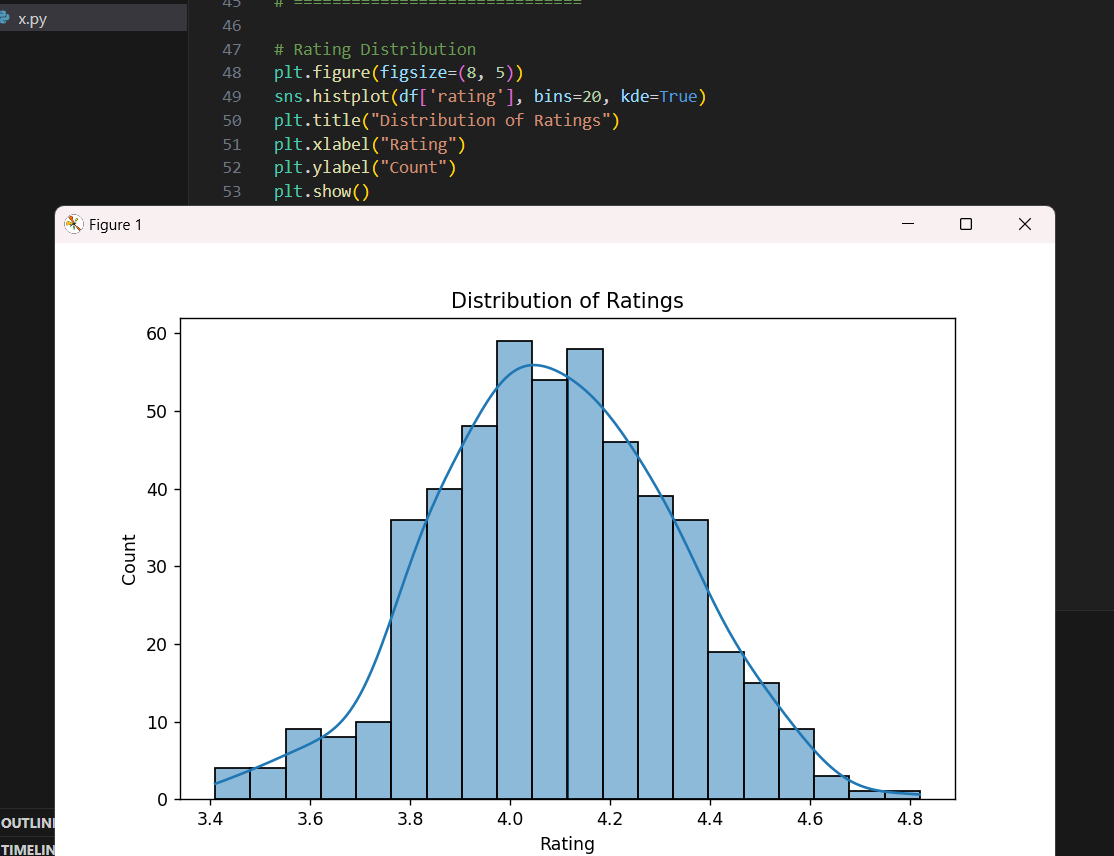 x.py
45 # ==============================
46
47 # Rating Distribution
48 plt.figure(figsize=(8, 5))
49 sns.histplot(df['rating'], bins=20, kde=True)
50 plt.title("Distribution of Ratings")
51 plt.xlabel("Rating")
52 plt.ylabel("Count")
53 plt.show()
Figure 1
Distribution of Ratings
60
50
40
30
20
10
0
Count
3.4 3.6 3.8 4.0 4.2 4.4 4.6 4.8
Rating
OUTLIN
TIMELIN